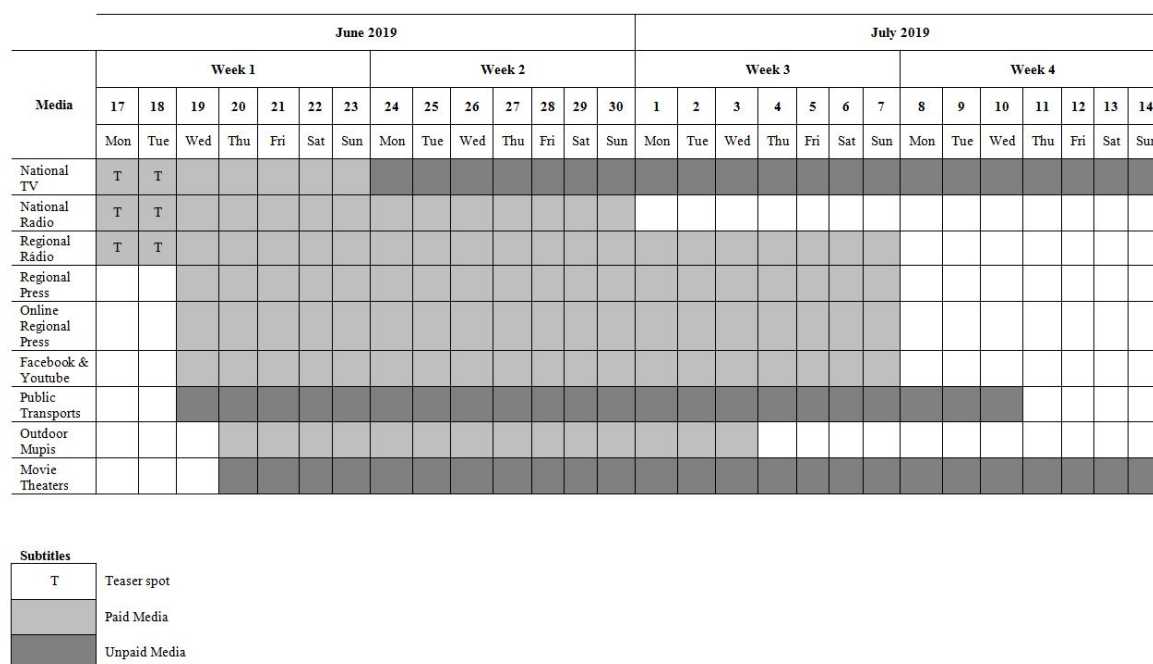 June 2019 July 2019
Week 1 Week 2 Week 3 Week 4
Media 17 18 19 20 21 22 23 24 25 26 27 28 29 30 1 2 3 4 5 6 7 8 9 10 11 12 13 14
Mon Tue Wed Thu Fri Sat Sun Mon Tue Wed Thu Fri Sat Sun Mon Tue Wed Thu Fri Sat Sun Mon Tue Wed Thu Fri Sat Sun
National
TV
T T
National
Radio
T T
Regional
Rádio
T T
Regional
Press
Online
Regional
Press
Facebook &
Youtube
Public
Transports
Outdoor
Mupis
Movie
Theaters
Subtitles
T Teaser spot
Paid Media
Unpaid Media